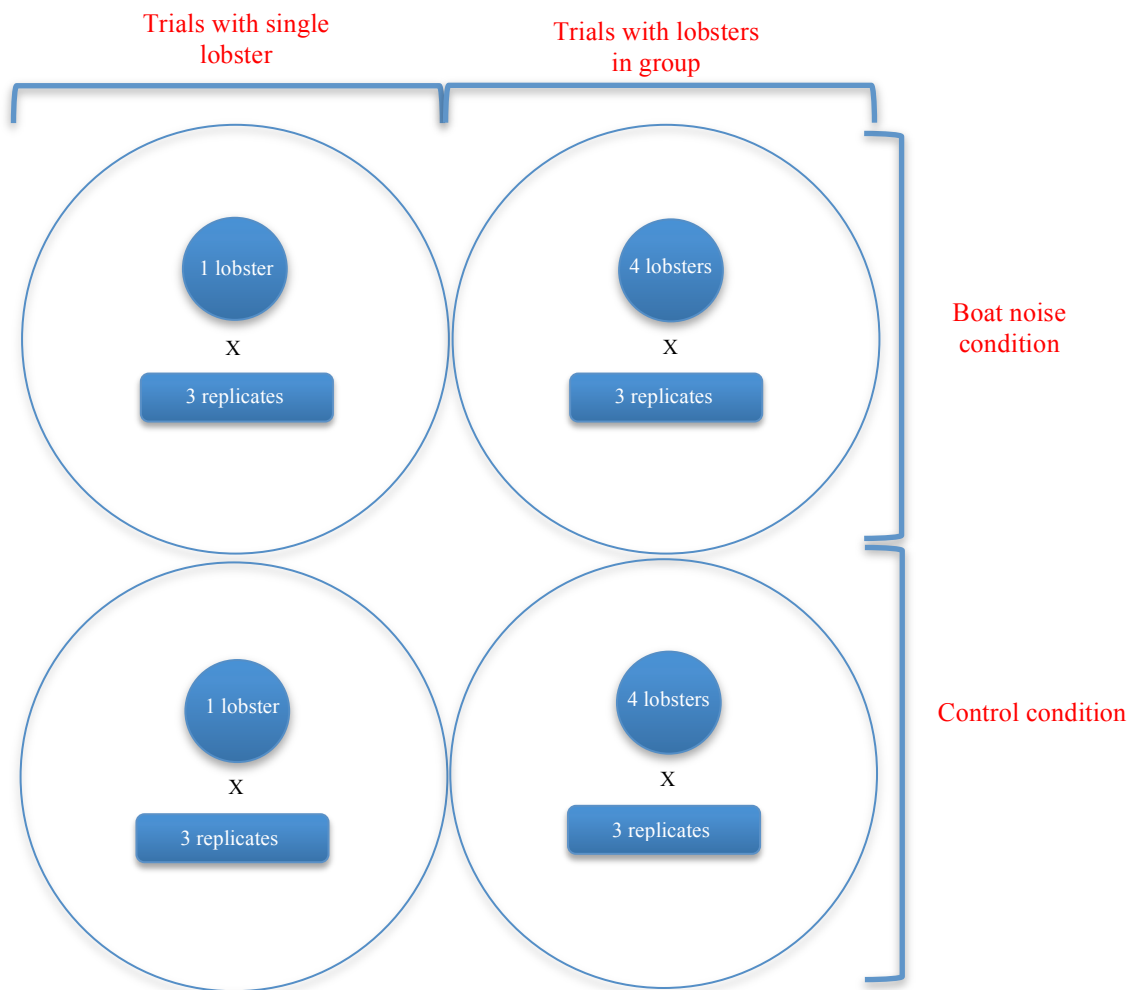 Trials with single
lobster
Trials with lobsters
in group
1 lobster
X
3 replicates
4 lobsters
X
3 replicates
Boat noise
condition
1 lobster
X
3 replicates
4 lobsters
X
3 replicates
Control condition